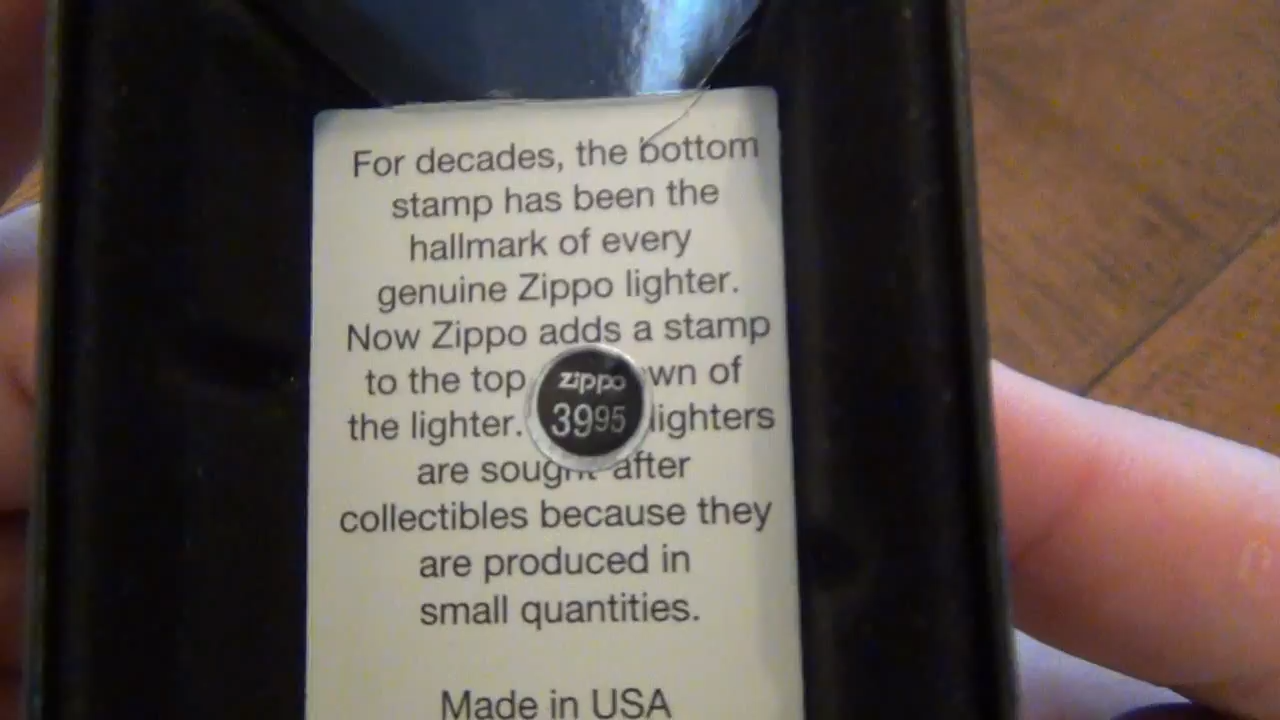 For decades, the bottom
stamp has been the
hallmark of every
genuine Zippo lighter.
Now Zippo adds a stamp
to the top wn of
the lighter. lighters
are sought after
collectibles because they
are produced in
small quantities.
Made in USA
zippo
3995